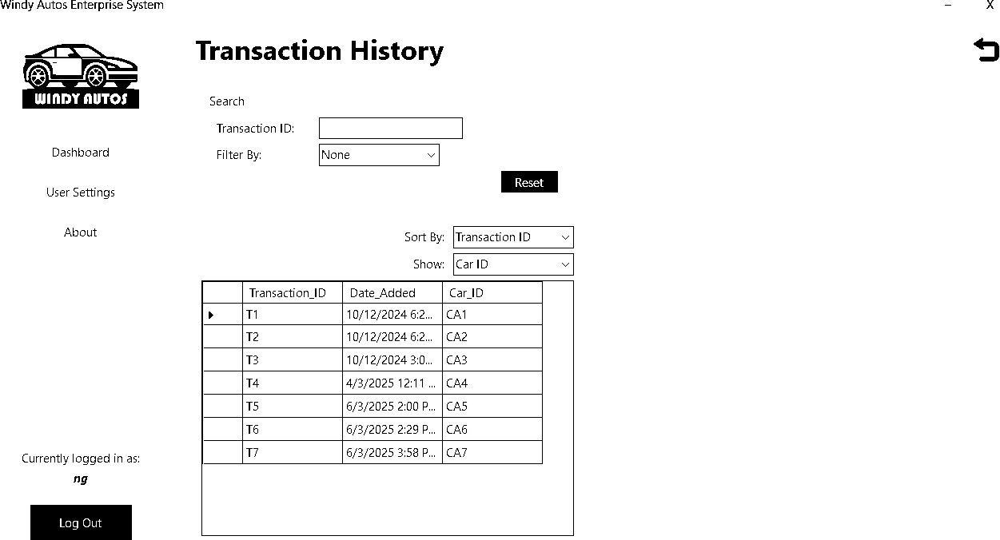 Windy Autos Enterprise System
– X
WINDY AUTOS
Dashboard
User Settings
About
Currently logged in as:
ng
Log Out
Transaction History
Search
Transaction ID:
Filter By: None
Reset
Sort By: Transaction ID
Show: Car ID
Transaction_ID Date_Added Car_ID
T1 10/12/2024 6:2... CA1
T2 10/12/2024 6:2... CA2
T3 10/12/2024 3:0... CA3
T4 4/3/2025 12:11 ... CA4
T5 6/3/2025 2:00 P... CA5
T6 6/3/2025 2:29 P... CA6
T7 6/3/2025 3:58 P... CA7